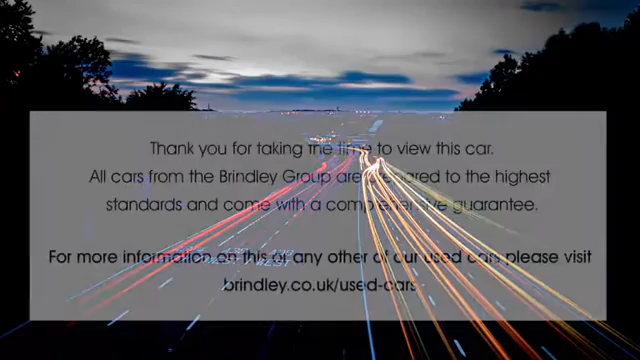 Thank you for taking the time to view this car.
All cars from the Brindley Group are prepared to the highest
standards and come with a comprehensive guarantee.
For more information on this or any other of our used cars please visit
brindley.co.uk/used-cars